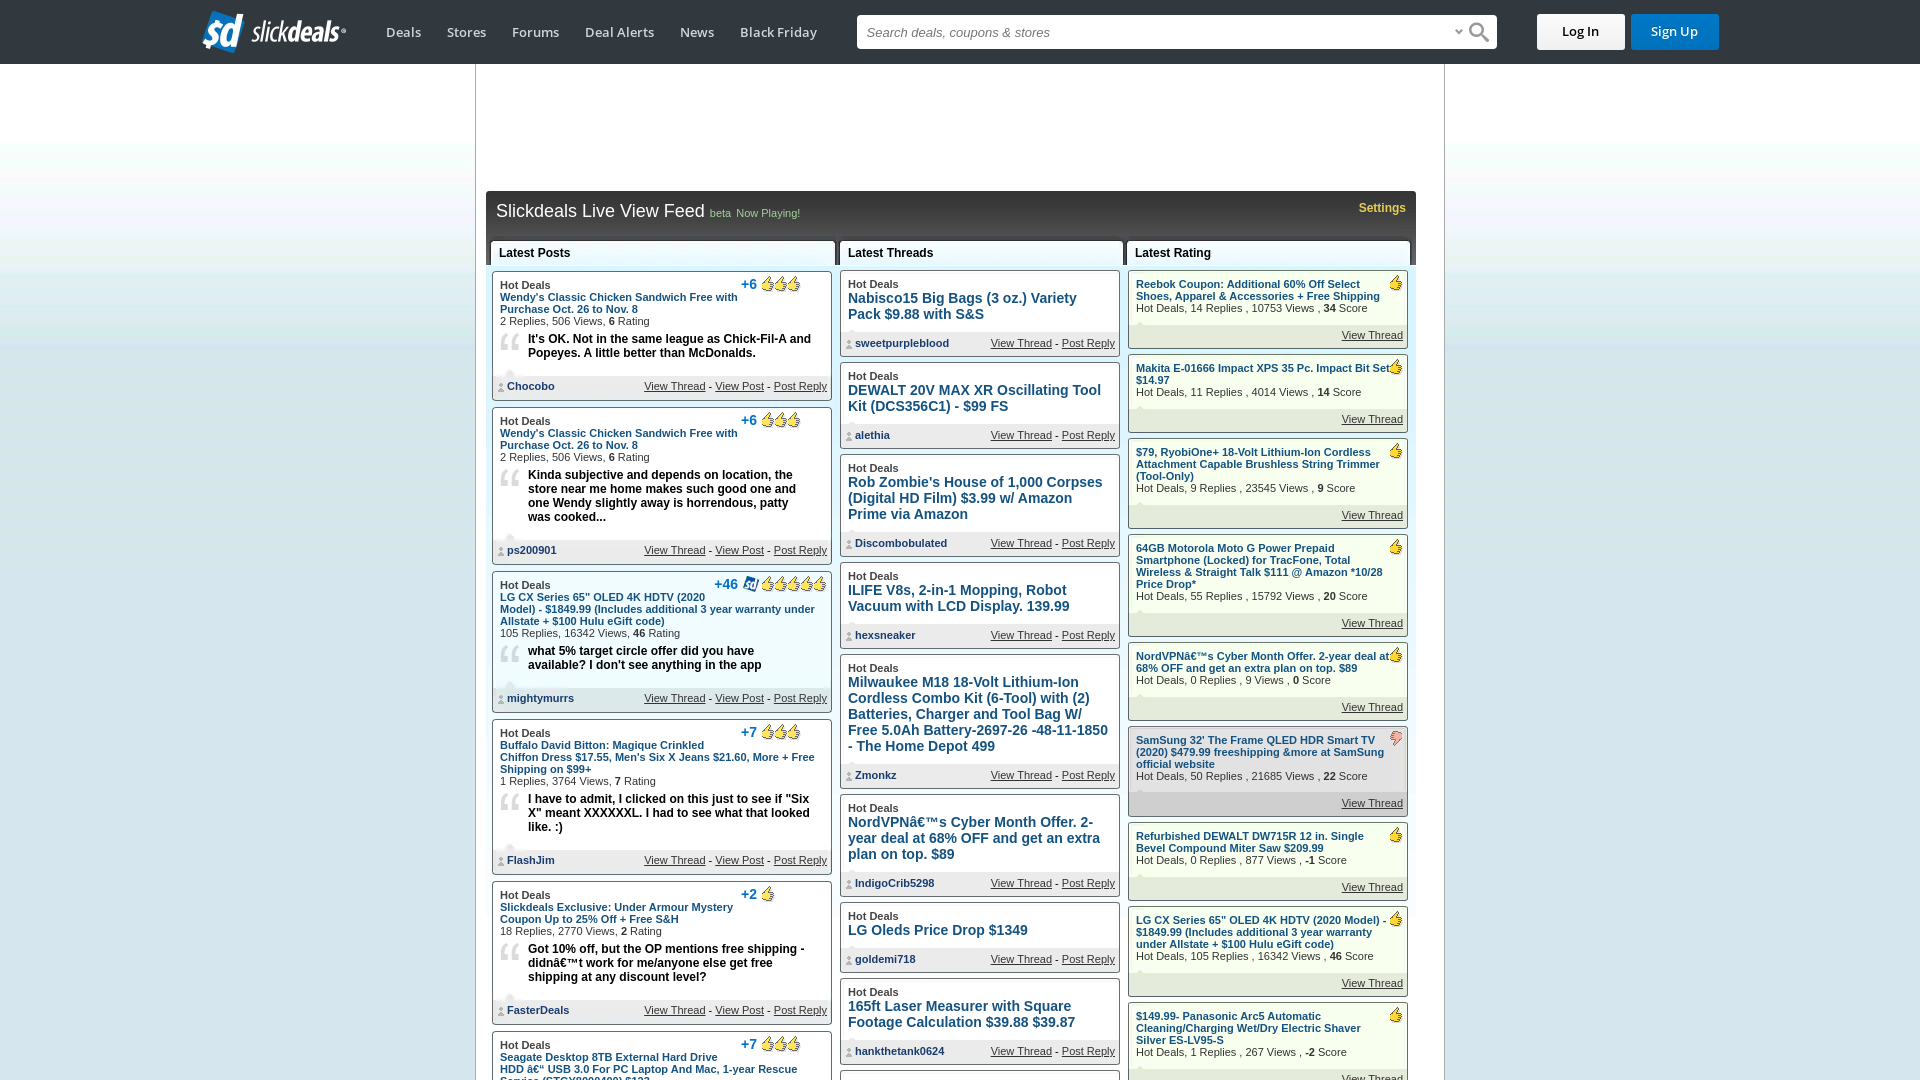 slickdeals
Deals
Stores
Forums
Deal Alerts
News
Black Friday
Search deals, coupons & stores
Log In
Sign Up
Slickdeals Live View Feed beta Now Playing!
Settings
Latest Posts
Hot Deals
+6
Wendy's Classic Chicken Sandwich Free with
Purchase Oct. 26 to Nov. 8
2 Replies, 506 Views, 6 Rating
It's OK. Not in the same league as Chick-Fil-A and
Popeyes. A little better than McDonalds.
Chocobo
View Thread - View Post - Post Reply
Hot Deals
+6
Wendy's Classic Chicken Sandwich Free with
Purchase Oct. 26 to Nov. 8
2 Replies, 506 Views, 6 Rating
Kinda subjective and depends on location, the
store near me home makes such good one and
one Wendy slightly away is horrendous, patty
was cooked...
ps200901
View Thread - View Post - Post Reply
Hot Deals
+46
LG CX Series 65" OLED 4K HDTV (2020
Model) - $1849.99 (Includes additional 3 year warranty under
Allstate + $100 Hulu eGift code)
105 Replies, 16342 Views, 46 Rating
what 5% target circle offer did you have
available? I don't see anything in the app
mightymurrs
View Thread - View Post - Post Reply
Hot Deals
+7
Buffalo David Bitton: Magique Crinkled
Chiffon Dress $17.55, Men's Six X Jeans $21.60, More + Free
Shipping on $99+
1 Replies, 3764 Views, 7 Rating
I have to admit, I clicked on this just to see if "Six
X" meant XXXXXXL. I had to see what that looked
like. :)
FlashJim
View Thread - View Post - Post Reply
Hot Deals
+2
Slickdeals Exclusive: Under Armour Mystery
Coupon Up to 25% Off + Free S&H
18 Replies, 2770 Views, 2 Rating
Got 10% off, but the OP mentions free shipping -
didnâ€™t work for me/anyone else get free
shipping at any discount level?
FasterDeals
View Thread - View Post - Post Reply
Hot Deals
+7
Seagate Desktop 8TB External Hard Drive
HDD â€“ USB 3.0 For PC Laptop And Mac, 1-year Rescue
Latest Threads
Hot Deals
Nabisco15 Big Bags (3 oz.) Variety
Pack $9.88 with S&S
sweetpurpleblood
View Thread - Post Reply
Hot Deals
DEWALT 20V MAX XR Oscillating Tool
Kit (DCS356C1) - $99 FS
alethia
View Thread - Post Reply
Hot Deals
Rob Zombie's House of 1,000 Corpses
(Digital HD Film) $3.99 w/ Amazon
Prime via Amazon
Discombobulated
View Thread - Post Reply
Hot Deals
ILIFE V8s, 2-in-1 Mopping, Robot
Vacuum with LCD Display. 139.99
hexsneaker
View Thread - Post Reply
Hot Deals
Milwaukee M18 18-Volt Lithium-Ion
Cordless Combo Kit (6-Tool) with (2)
Batteries, Charger and Tool Bag W/
Free 5.0Ah Battery-2697-26 -48-11-1850
- The Home Depot 499
Zmonkz
View Thread - Post Reply
Hot Deals
NordVPNâ€™s Cyber Month Offer. 2-
year deal at 68% OFF and get an extra
plan on top. $89
IndigoCrib5298
View Thread - Post Reply
Hot Deals
LG Oleds Price Drop $1349
goldemi718
View Thread - Post Reply
Hot Deals
165ft Laser Measurer with Square
Footage Calculation $39.88 $39.87
hankthetank0624
View Thread - Post Reply
Latest Rating
Reebok Coupon: Additional 60% Off Select
Shoes, Apparel & Accessories + Free Shipping
Hot Deals, 14 Replies , 10753 Views , 34 Score
View Thread
Makita E-01666 Impact XPS 35 Pc. Impact Bit Set
$14.97
Hot Deals, 11 Replies , 4014 Views , 14 Score
View Thread
$79, RyobiOne+ 18-Volt Lithium-Ion Cordless
Attachment Capable Brushless String Trimmer
(Tool-Only)
Hot Deals, 9 Replies , 23545 Views , 9 Score
View Thread
64GB Motorola Moto G Power Prepaid
Smartphone (Locked) for TracFone, Total
Wireless & Straight Talk $111 @ Amazon *10/28
Price Drop*
Hot Deals, 55 Replies , 15792 Views , 20 Score
View Thread
NordVPNâ€™s Cyber Month Offer. 2-year deal at
68% OFF and get an extra plan on top. $89
Hot Deals, 0 Replies , 9 Views , 0 Score
View Thread
SamSung 32' The Frame QLED HDR Smart TV
(2020) $479.99 freeshipping &more at SamSung
official website
Hot Deals, 50 Replies , 21685 Views , 22 Score
View Thread
Refurbished DEWALT DW715R 12 in. Single
Bevel Compound Miter Saw $209.99
Hot Deals, 0 Replies , 877 Views , -1 Score
View Thread
LG CX Series 65" OLED 4K HDTV (2020 Model) -
$1849.99 (Includes additional 3 year warranty
under Allstate + $100 Hulu eGift code)
Hot Deals, 105 Replies , 16342 Views , 46 Score
View Thread
$149.99- Panasonic Arc5 Automatic
Cleaning/Charging Wet/Dry Electric Shaver
Silver ES-LV95-S
Hot Deals, 1 Replies , 267 Views , -2 Score
View Thread